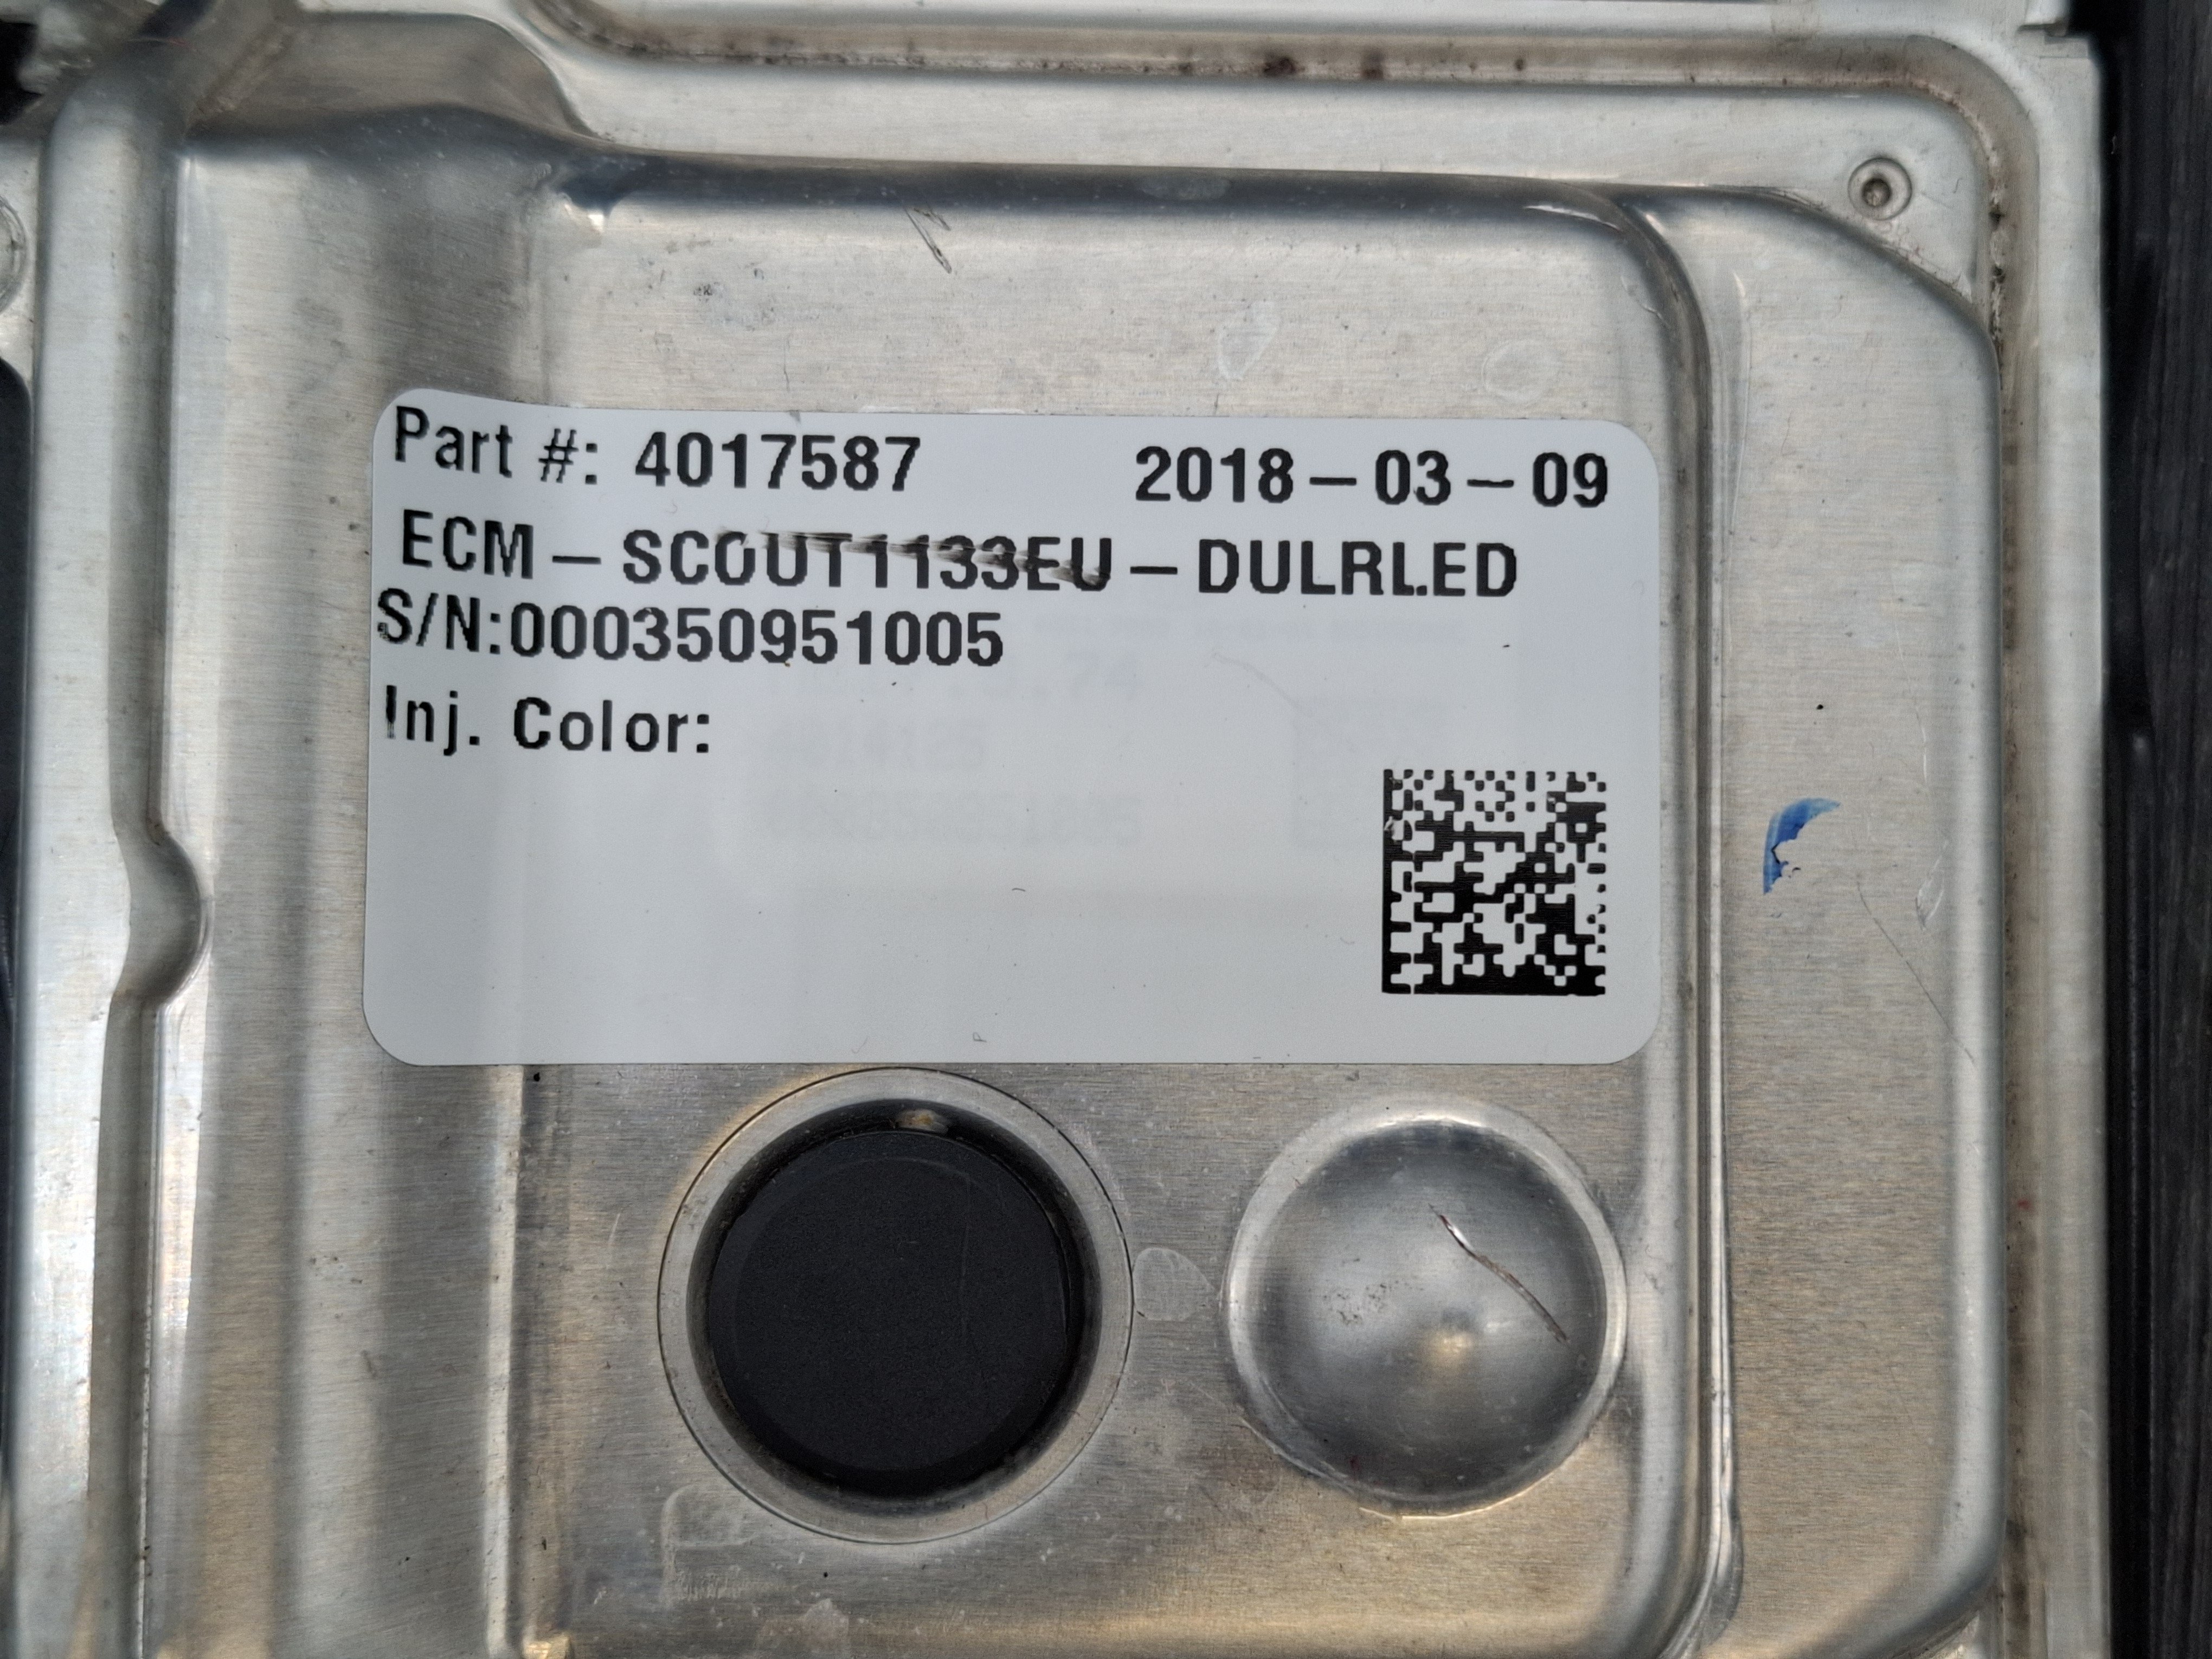 Part #: 4017587 2018-03-09
ECM-SCOUT1133EU-DULRLED
S/N:000350951005
Inj. Color: